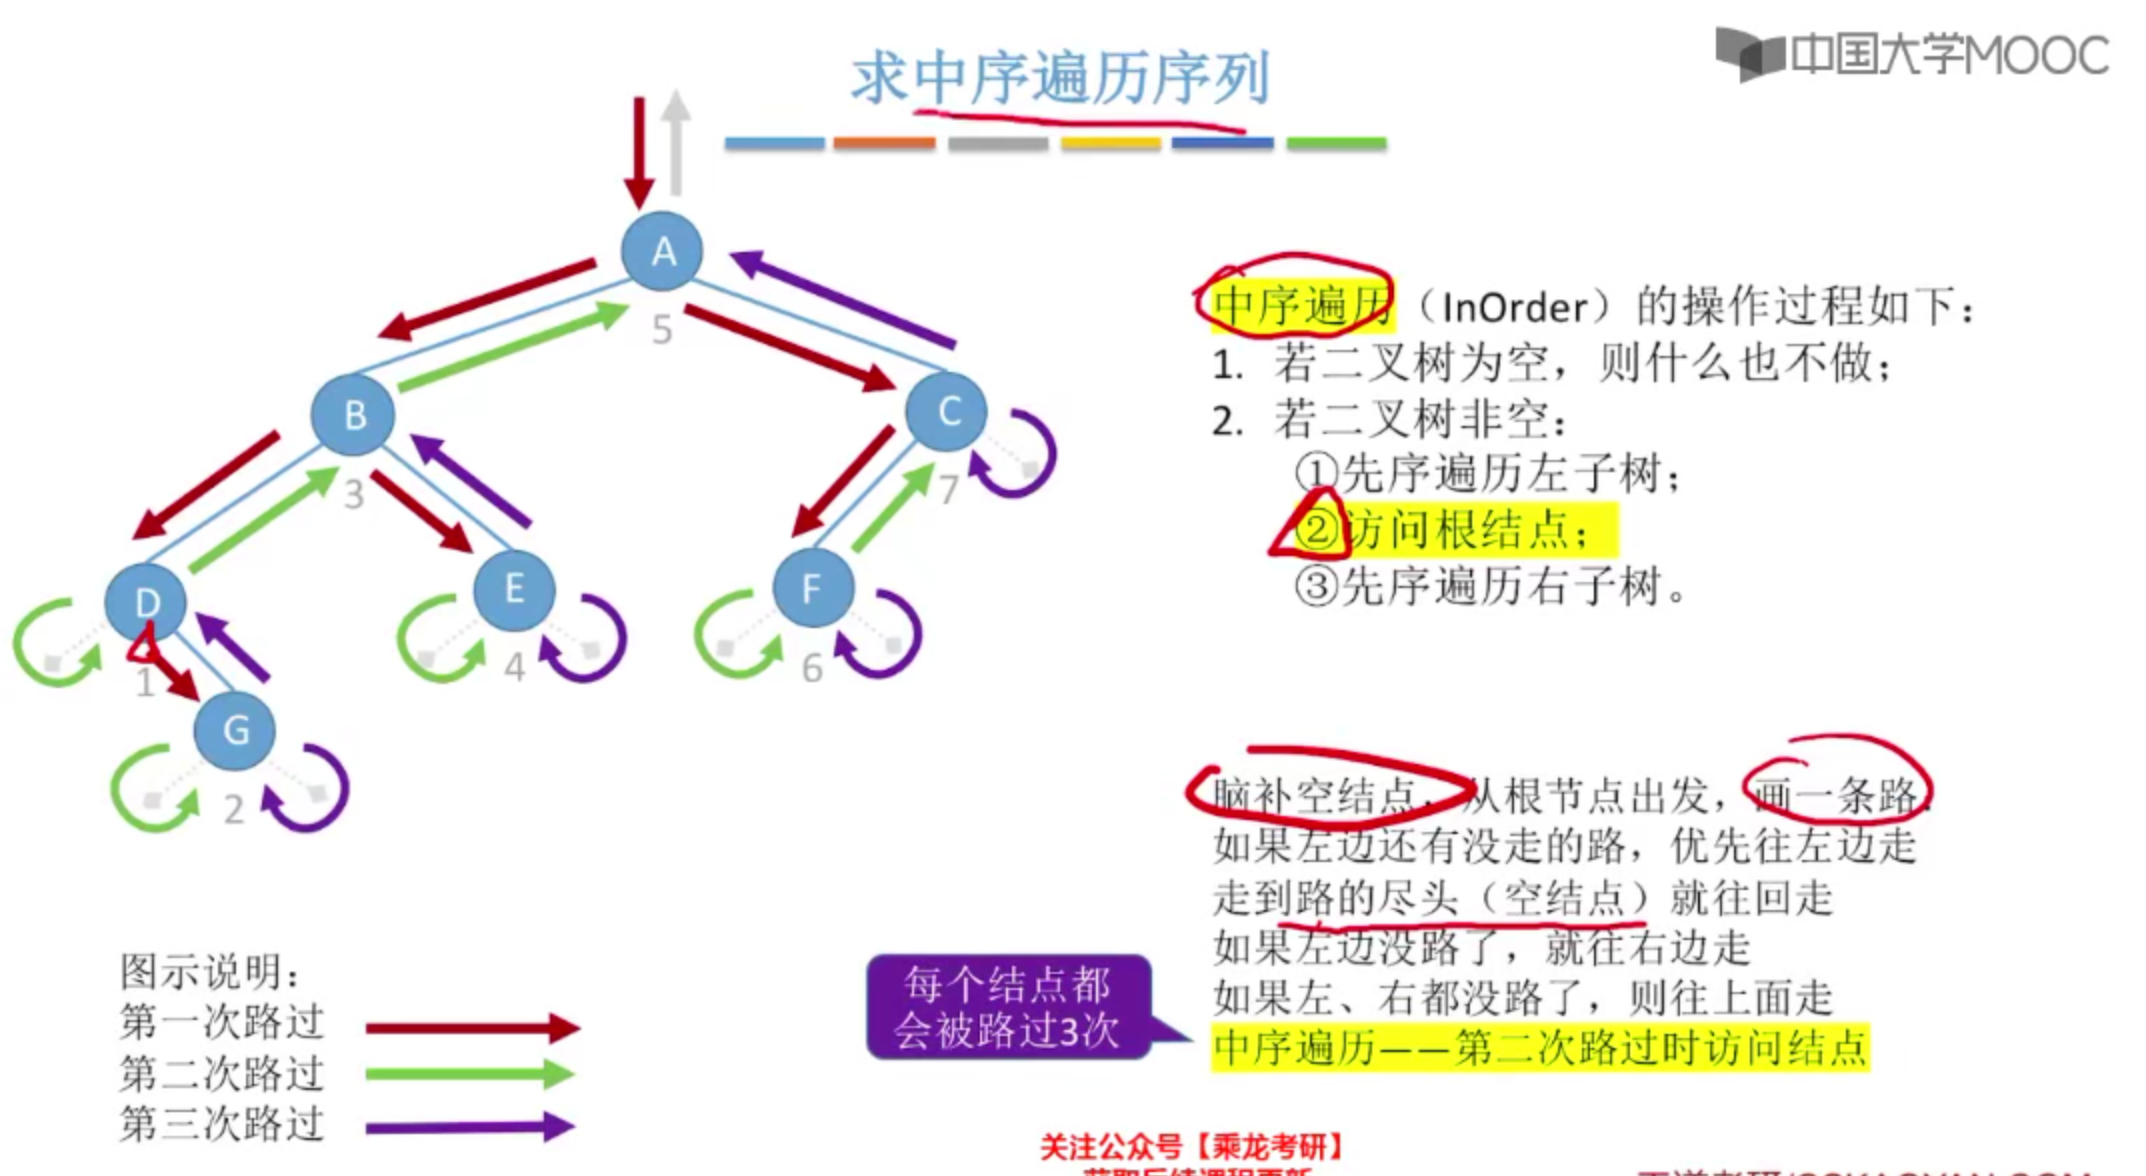 求中序遍历序列
中国大学MOOC
A
5
B
C
3
7
D
E
F
1
4
6
G
2
中序遍历（InOrder）的操作过程如下：
1. 若二叉树为空，则什么也不做；
2. 若二叉树非空：
①先序遍历左子树；
②访问根结点；
③先序遍历右子树。
脑补空结点，从根节点出发，画一条路：
如果左边还有没走的路，优先往左边走
走到路的尽头（空结点）就往回走
如果左边没路了，就往右边走
如果左、右都没路了，则往上面走
中序遍历——第二次路过时访问结点
每个结点都
会被路过3次
图示说明：
第一次路过
第二次路过
第三次路过
关注公众号【乘龙考研】